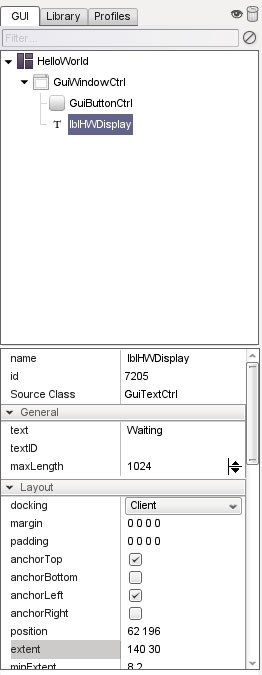 GUI Library Profiles
Filter...
HelloWorld
GuiWindowCtrl
GuiButtonCtrl
T lblHWDisplay
name lblHWDisplay
id 7205
Source Class GuiTextCtrl
General
text Waiting
textID
maxLength 1024
Layout
docking Client
margin 0 0 0 0
padding 0 0 0 0
anchorTop
anchorBottom
anchorLeft
anchorRight
position 62 196
extent 140 30
minExtent 8 2